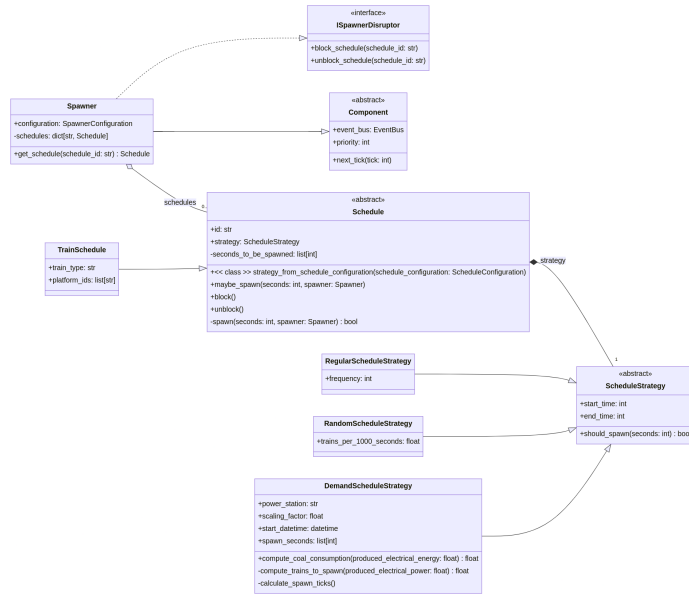 «interface»
ISpawnerDisruptor
+block_schedule(schedule_id: str)
+unblock_schedule(schedule_id: str)
Spawner
+configuration: SpawnerConfiguration
-schedules: dict[str, Schedule]
+get_schedule(schedule_id: str) : Schedule
«abstract»
Component
+event_bus: EventBus
+priority: int
+next_tick(tick: int)
schedules
«abstract»
Schedule
+id: str
+strategy: ScheduleStrategy
-seconds_to_be_spawned: list[int]
+<< class >> strategy_from_schedule_configuration(schedule_configuration: ScheduleConfiguration)
+maybe_spawn(seconds: int, spawner: Spawner)
+block()
+unblock()
-spawn(seconds: int, spawner: Spawner) : bool
TrainSchedule
+train_type: str
+platform_ids: list[str]
strategy
1
RegularScheduleStrategy
+frequency: int
«abstract»
ScheduleStrategy
+start_time: int
+end_time: int
+should_spawn(seconds: int) : bool
RandomScheduleStrategy
+trains_per_1000_seconds: float
DemandScheduleStrategy
+power_station: str
+scaling_factor: float
+start_datetime: datetime
+spawn_seconds: list[int]
+compute_coal_consumption(produced_electrical_energy: float) : float
-compute_trains_to_spawn(produced_electrical_power: float) : float
-calculate_spawn_ticks()